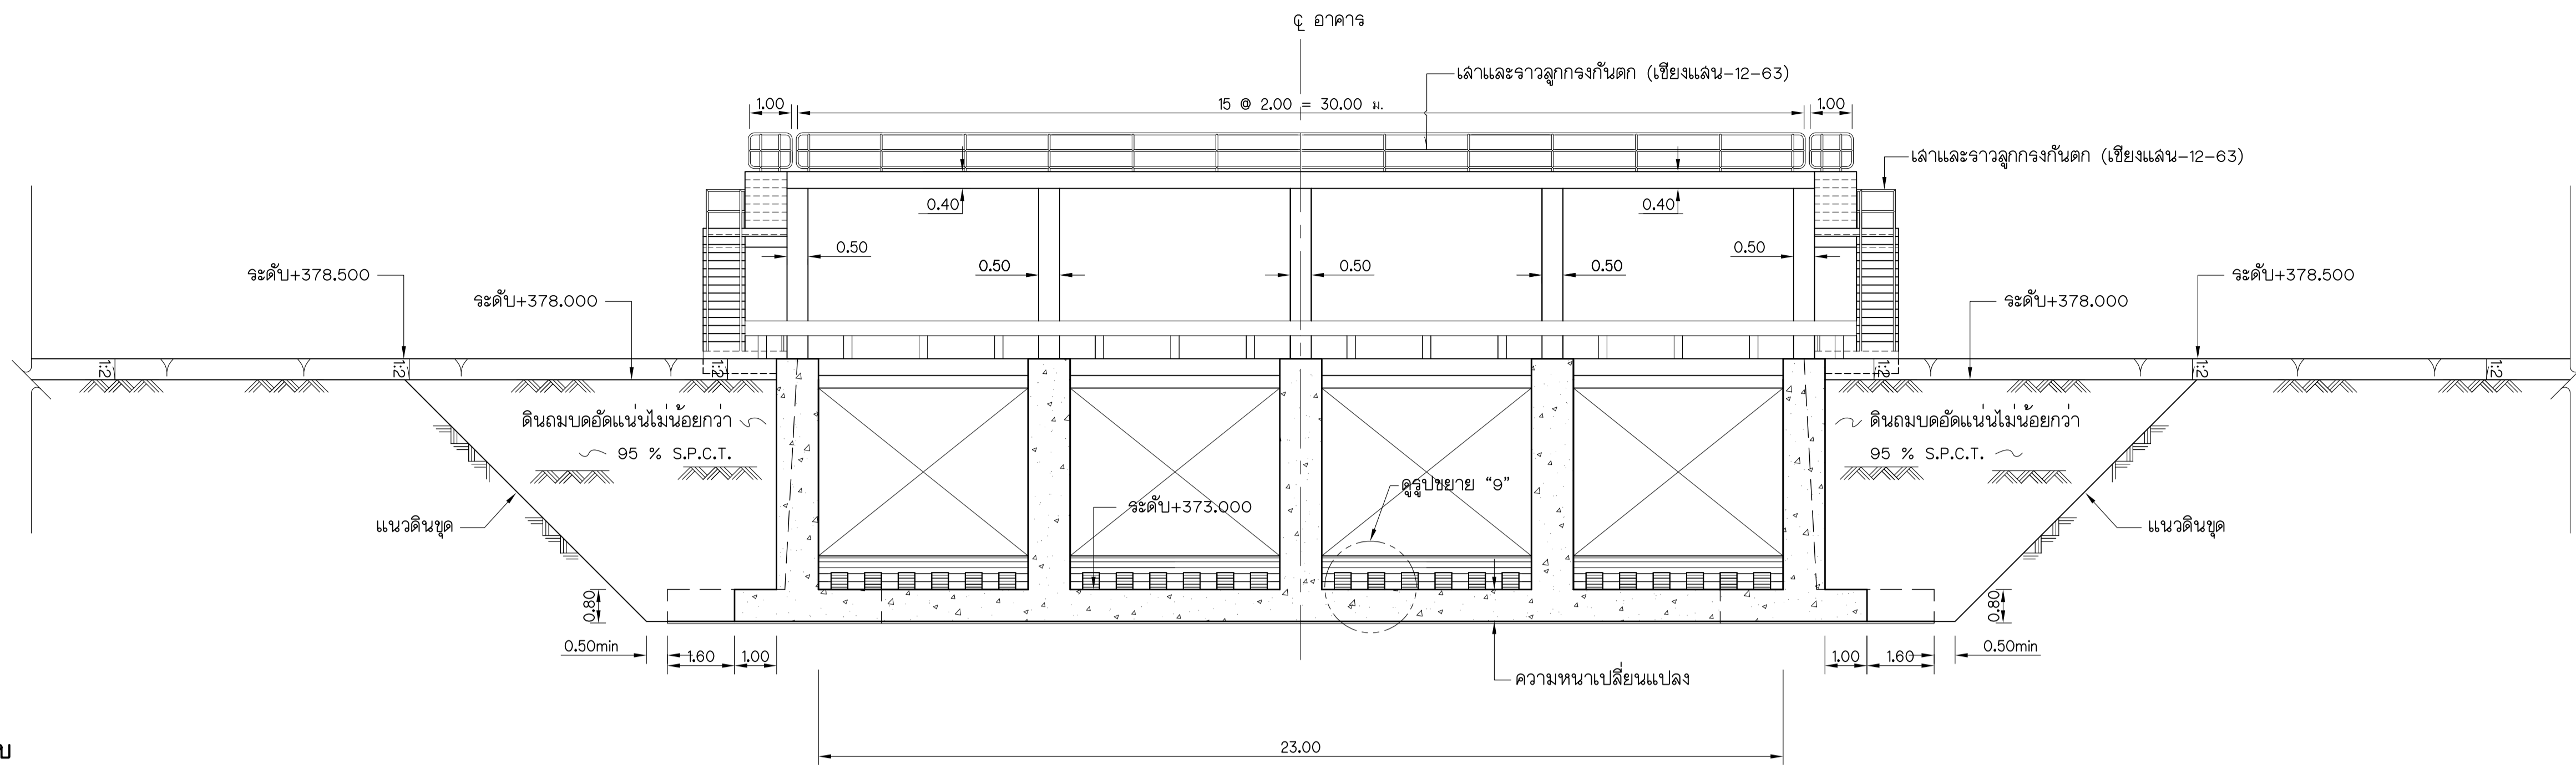 ℄ อาคาร
เสาและราวลูกกรงกันตก (เชียงแสน-12-63)
1.00
15 @ 2.00 = 30.00 ม.
1.00
เสาและราวลูกกรงกันตก (เชียงแสน-12-63)
0.40
0.40
0.50
0.50
0.50
0.50
0.50
ระดับ+378.500
ระดับ+378.000
ระดับ+378.000
ระดับ+378.500
1:2
1:2
1:2
1:2
1:2
1:2
ดินถมบดอัดแน่นไม่น้อยกว่า
95 % S.P.C.T.
ดินถมบดอัดแน่นไม่น้อยกว่า
95 % S.P.C.T.
แนวดินขุด
ระดับ+373.000
ดูรูปขยาย "9"
แนวดินขุด
0.80
0.80
0.50min
1.60
1.00
1.00
1.60
0.50min
ความหนาเปลี่ยนแปลง
23.00